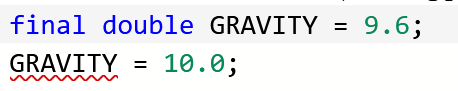 final double GRAVITY = 9.6;
GRAVITY = 10.0;